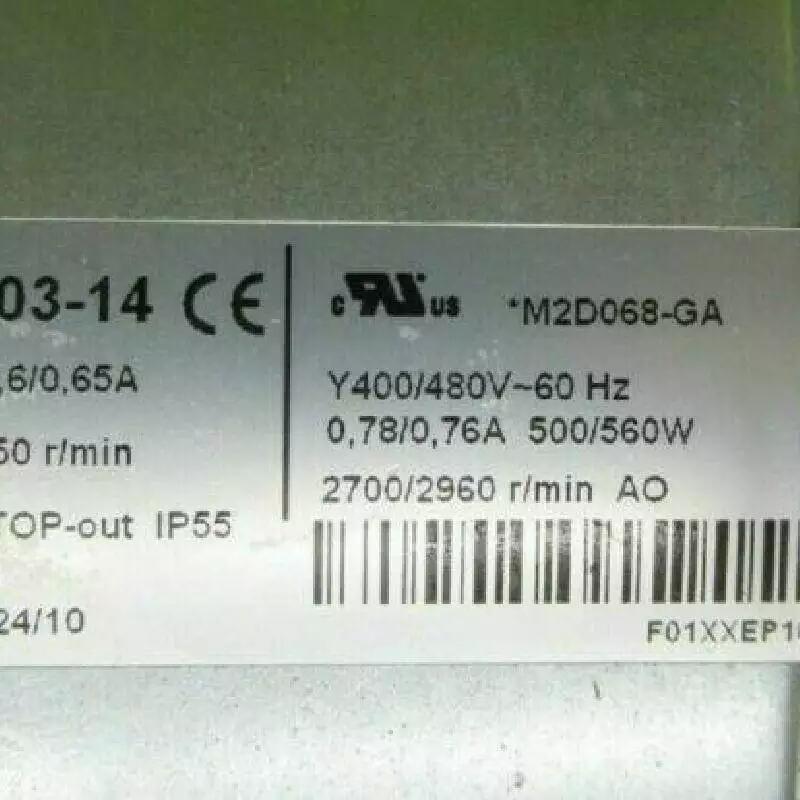 03-14 CE
,6/0,65A
50 r/min
TOP-out IP55
24/10
c RU us *M2D068-GA
Y400/480V~60 Hz
0,78/0,76A 500/560W
2700/2960 r/min AO
F01XXEP1